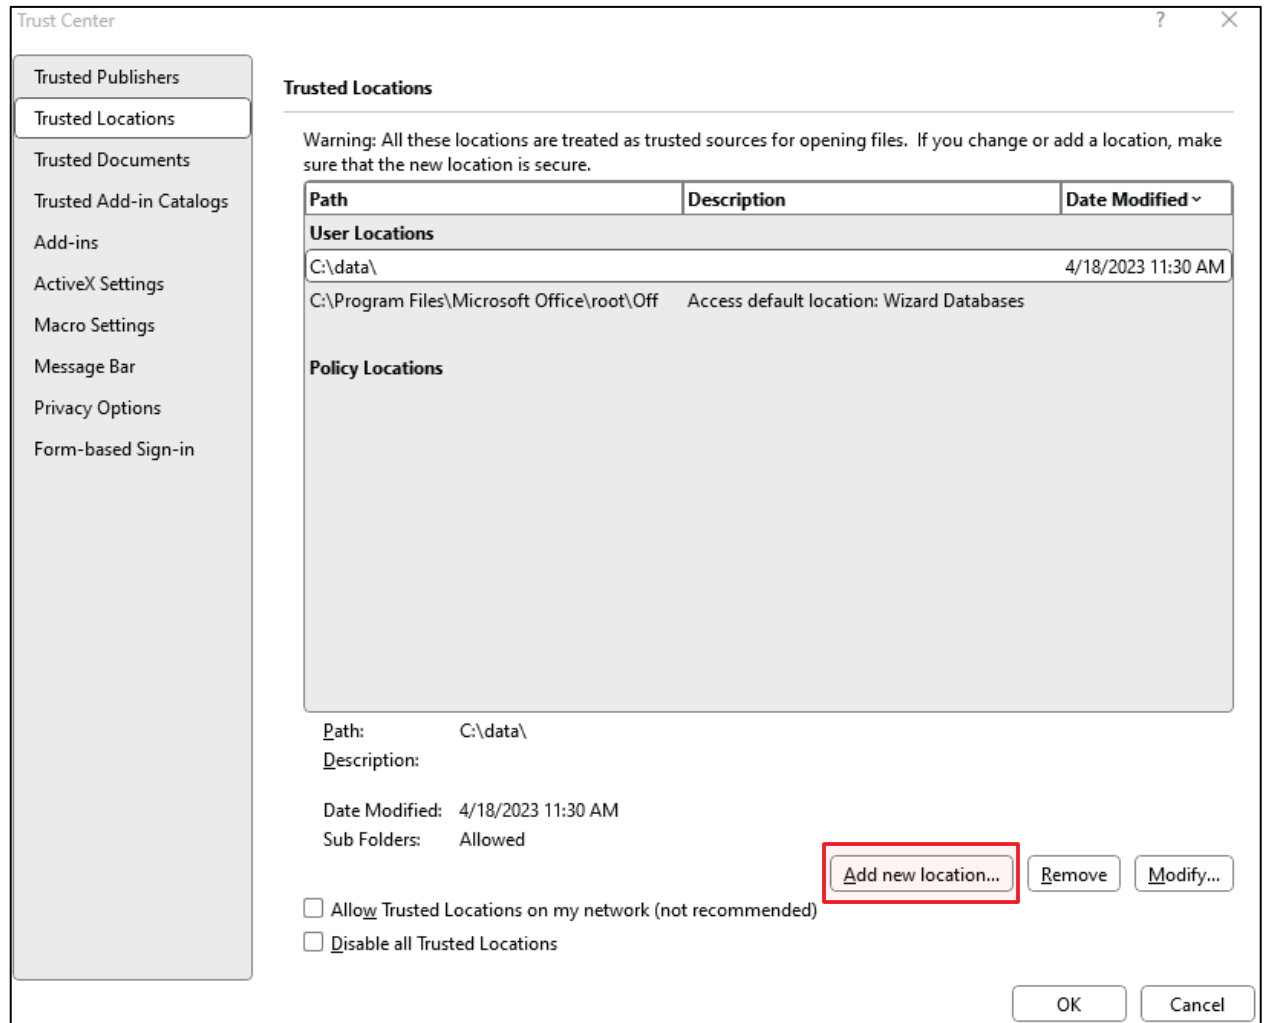 Trust Center ?
Trusted Publishers
Trusted Locations
Trusted Documents
Trusted Add-in Catalogs
Add-ins
ActiveX Settings
Macro Settings
Message Bar
Privacy Options
Form-based Sign-in
Trusted Locations
Warning: All these locations are treated as trusted sources for opening files. If you change or add a location, make
sure that the new location is secure.
Path Description Date Modified
User Locations
C:\data\ 4/18/2023 11:30 AM
C:\Program Files\Microsoft Office\root\Off Access default location: Wizard Databases
Policy Locations
Path: C:\data\
Description:
Date Modified: 4/18/2023 11:30 AM
Sub Folders: Allowed
Add new location... Remove Modify...
Allow Trusted Locations on my network (not recommended)
Disable all Trusted Locations
OK Cancel